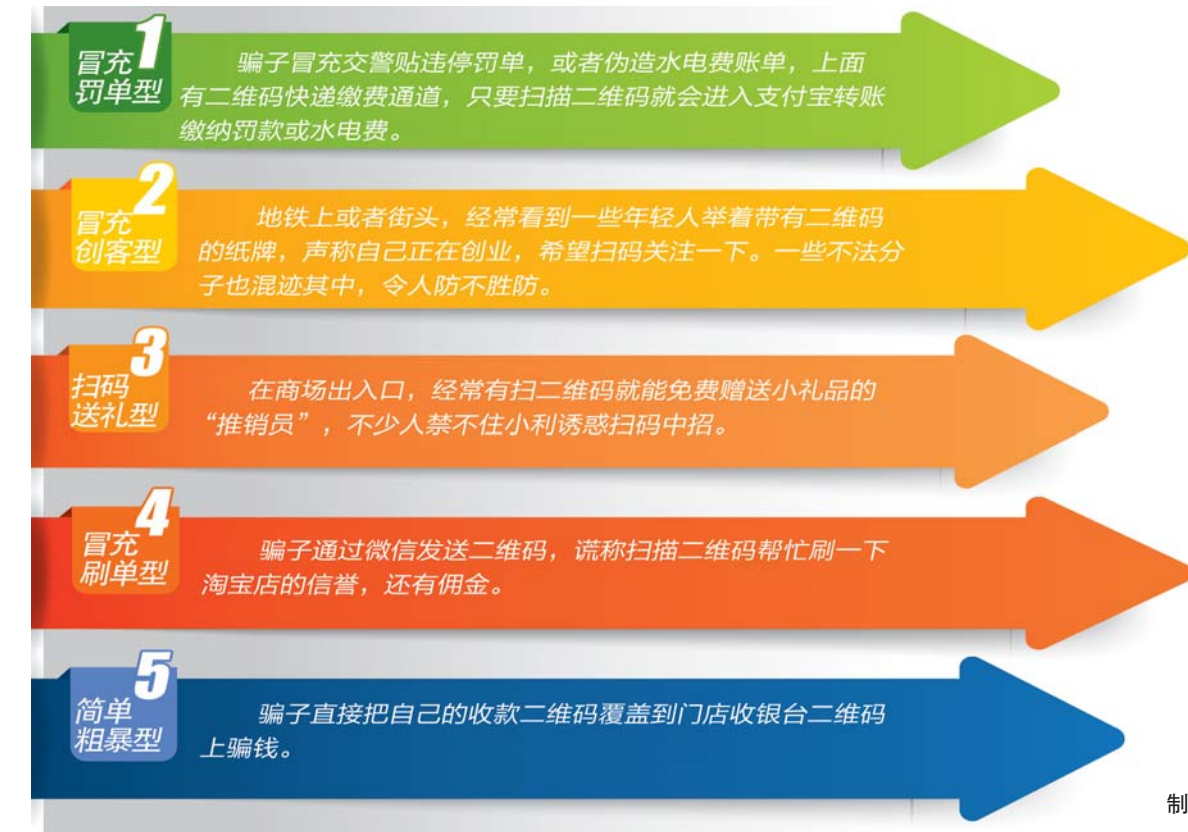 1
冒充
罚单型
骗子冒充交警贴违停罚单，或者伪造水电费账单，上面
有二维码快递缴费通道，只要扫描二维码就会进入支付宝转账
缴纳罚款或水电费。
2
冒充
创客型
地铁上或者街头，经常看到一些年轻人举着带有二维码
的纸牌，声称自己正在创业，希望扫码关注一下。一些不法分
子也混迹其中，令人防不胜防。
3
扫码
送礼型
在商场出入口，经常有扫二维码就能免费赠送小礼品的
“推销员”，不少人禁不住小利诱惑扫码中招。
4
冒充
刷单型
骗子通过微信发送二维码，谎称扫描二维码帮忙刷一下
淘宝店的信誉，还有佣金。
5
简单
粗暴型
骗子直接把自己的收款二维码覆盖到门店收银台二维码
上骗钱。
制